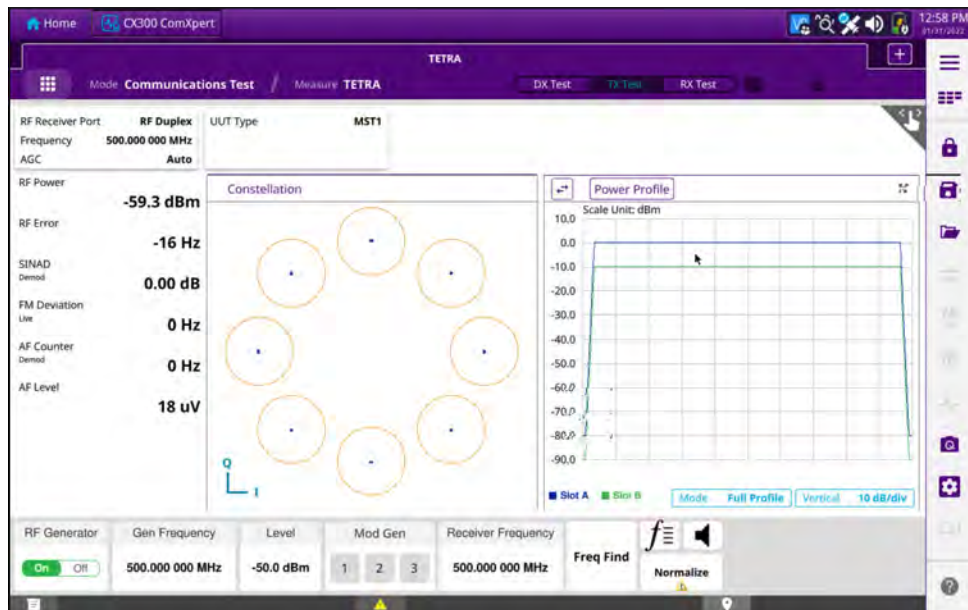 Home
CX300 ComXpert
12:58 PM
01/31/2022
TETRA
+
Mode Communications Test / Measure TETRA
DX Test
TX Test
RX Test
RF Receiver Port RF Duplex
Frequency 500.000 000 MHz
AGC Auto
UUT Type MST1
RF Power
-59.3 dBm
RF Error
-16 Hz
SINAD
Demod
0.00 dB
FM Deviation
Live
0 Hz
AF Counter
Demod
0 Hz
AF Level
18 uV
Constellation
Q
I
Power Profile
Scale Unit: dBm
10.0
0.0
-10.0
-20.0
-30.0
-40.0
-50.0
-60.0
-70.0
-80.0
-90.0
Slot A
Slot B
Mode Full Profile
Vertical 10 dB/div
RF Generator
On Off
Gen Frequency
500.000 000 MHz
Level
-50.0 dBm
Mod Gen
1 2 3
Receiver Frequency
500.000 000 MHz
Freq Find
Normalize